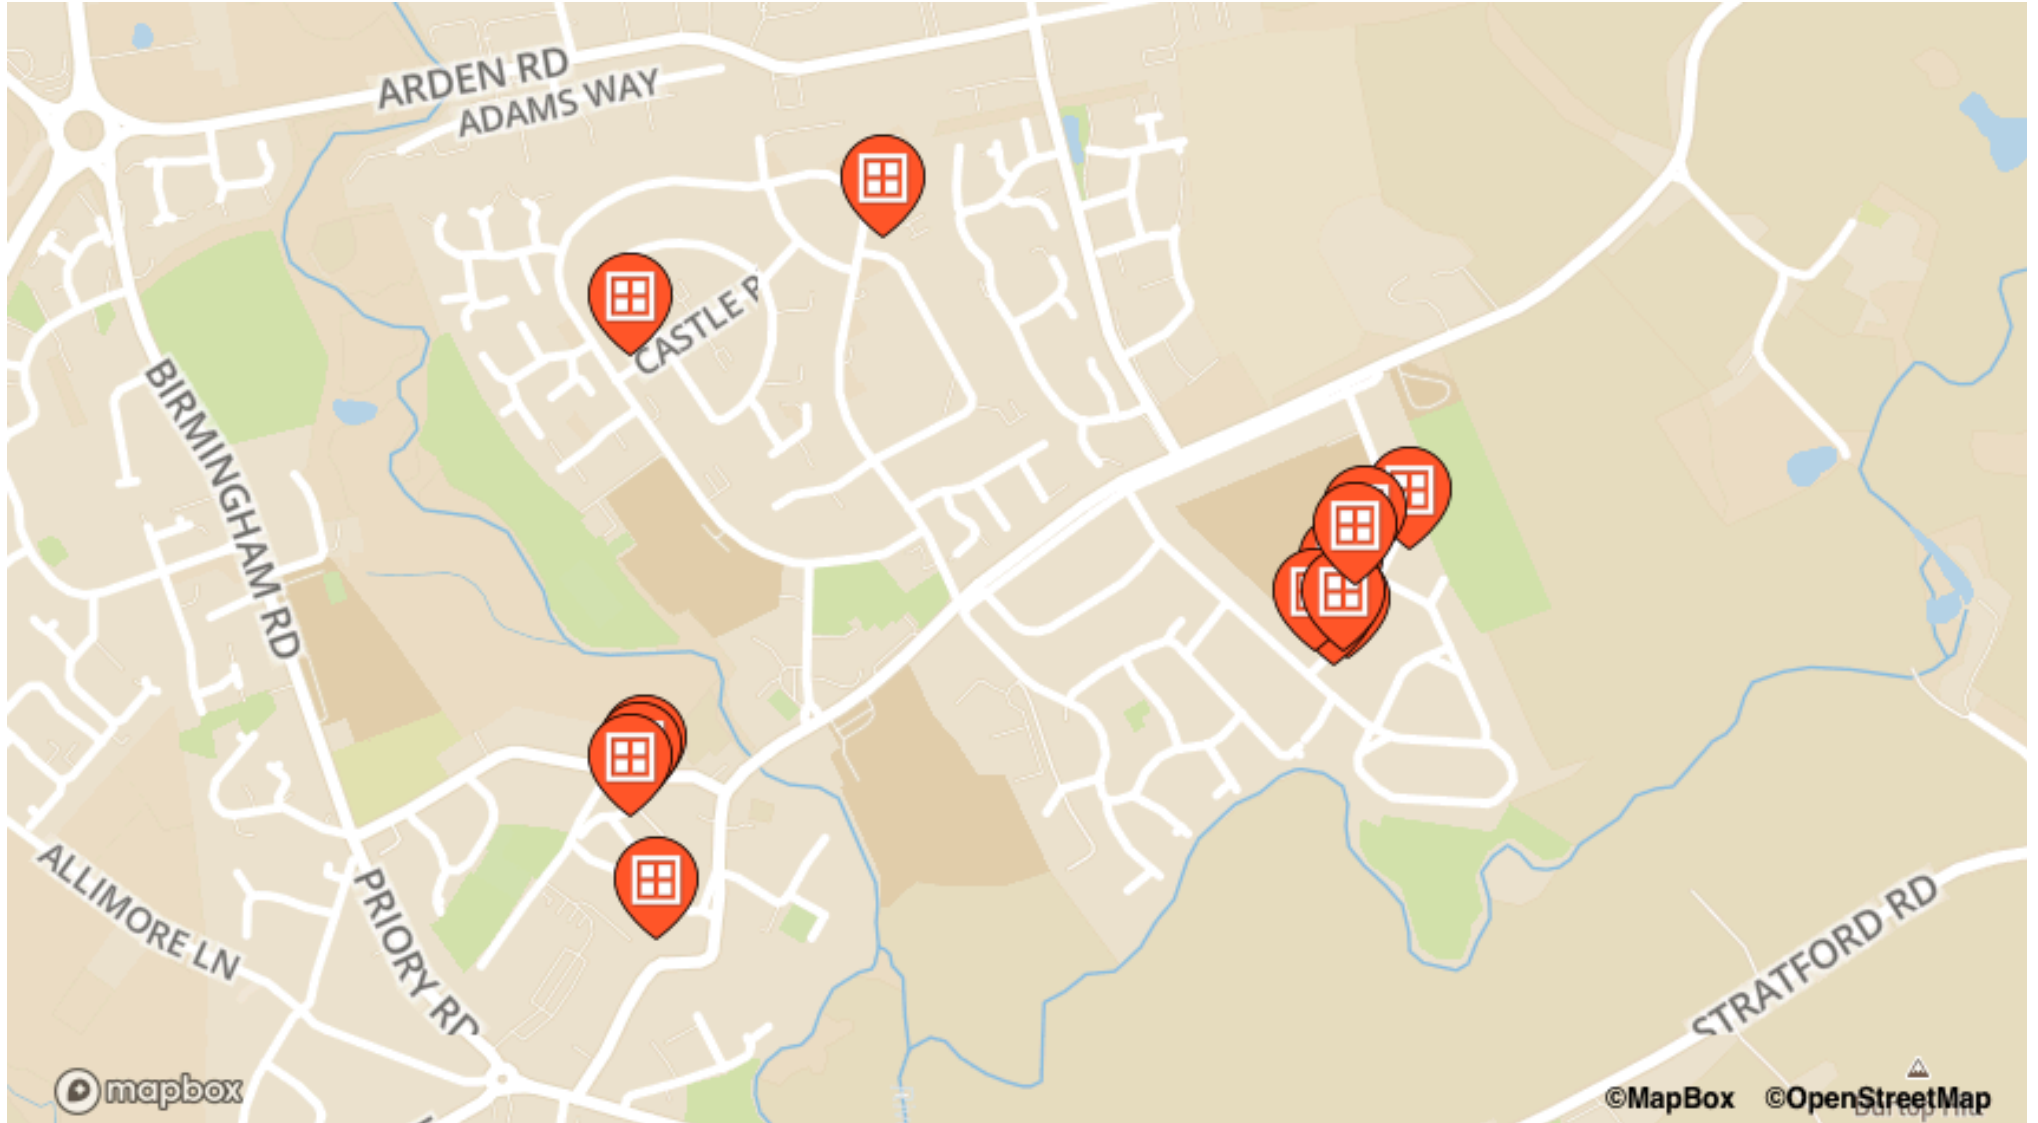 ARDEN RD
ADAMS WAY
CASTLE R
BIRMINGHAM RD
ALLIMORE LN
PRIORY RD
STRATFORD RD
mapbox
©MapBox ©OpenStreetMap